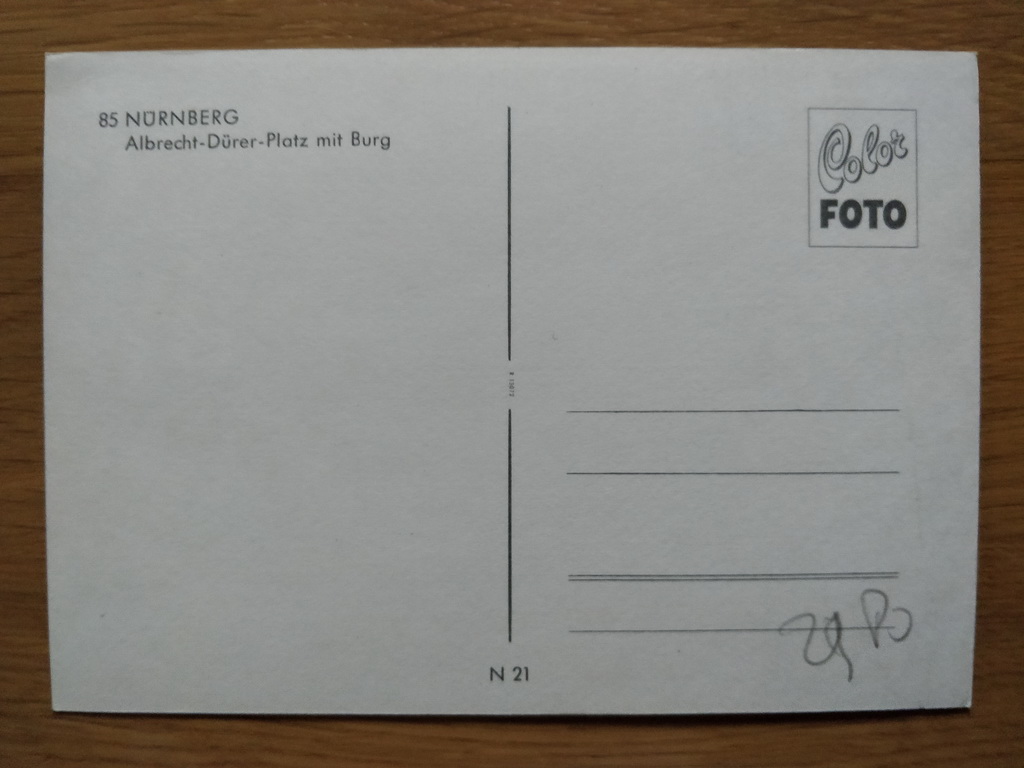 85 NÜRNBERG
Albrecht-Dürer-Platz mit Burg
Color
FOTO
N 21